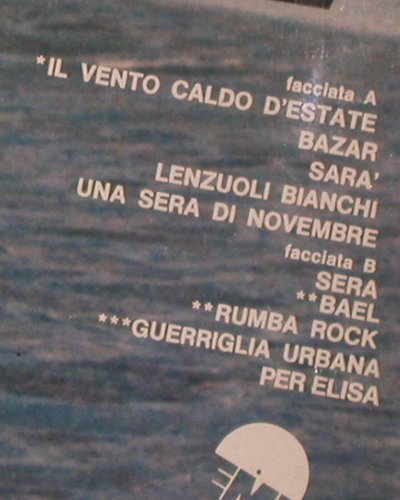 facciata A
*IL VENTO CALDO D'ESTATE
BAZAR
SARA'
LENZUOLI BIANCHI
UNA SERA DI NOVEMBRE
facciata B
SERA
**BAEL
**RUMBA ROCK
***GUERRIGLIA URBANA
PER ELISA